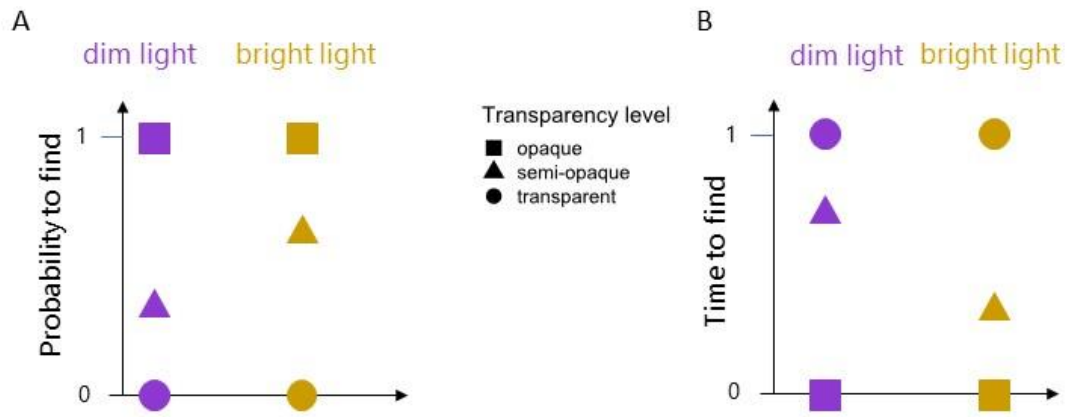 A
dim light
bright light
1
Probability to find
0
Transparency level
opaque
semi-opaque
transparent
B
dim light
bright light
1
Time to find
0